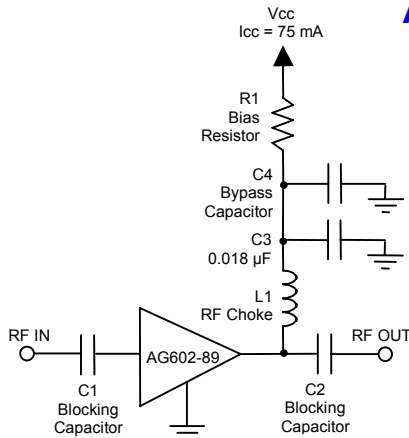 Vcc
Icc = 75 mA
R1
Bias
Resistor
C4
Bypass
Capacitor
C3
0.018 µF
L1
RF Choke
RF IN
RF OUT
AG602-89
C1
Blocking
Capacitor
C2
Blocking
Capacitor